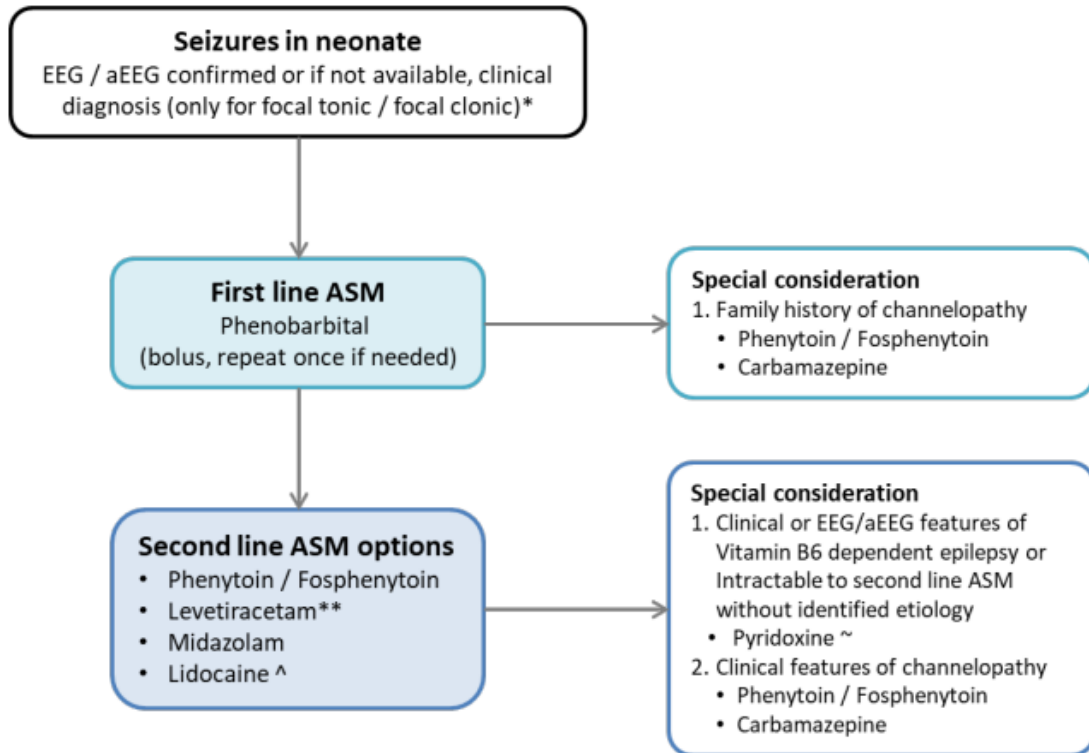 Seizures in neonate
EEG / aEEG confirmed or if not available, clinical
diagnosis (only for focal tonic / focal clonic)*
First line ASM
Phenobarbital
(bolus, repeat once if needed)
Special consideration
1. Family history of channelopathy
• Phenytoin / Fosphenytoin
• Carbamazepine
Second line ASM options
• Phenytoin / Fosphenytoin
• Levetiracetam**
• Midazolam
• Lidocaine ^
Special consideration
1. Clinical or EEG/aEEG features of
Vitamin B6 dependent epilepsy or
Intractable to second line ASM
without identified etiology
• Pyridoxine ~
2. Clinical features of channelopathy
• Phenytoin / Fosphenytoin
• Carbamazepine